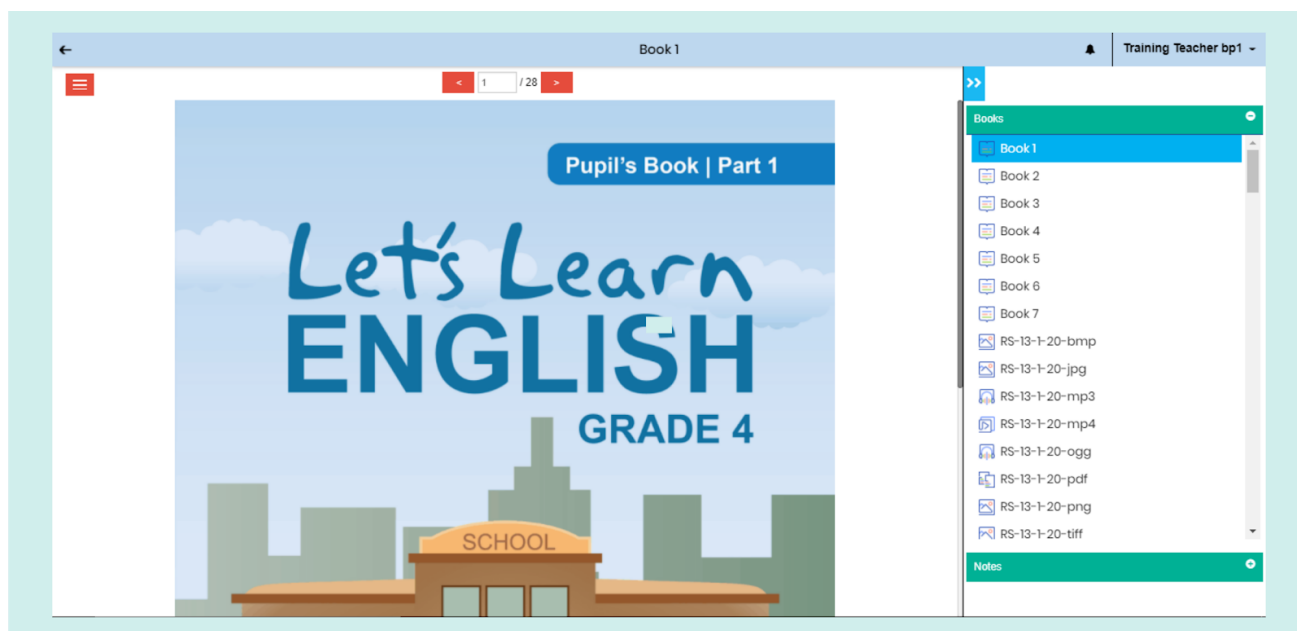 Book 1
Training Teacher bp1
< 1 / 28 >
Pupil's Book | Part 1
Let's Learn
ENGLISH
GRADE 4
SCHOOL
Books
Book 1
Book 2
Book 3
Book 4
Book 5
Book 6
Book 7
RS-13-1-20-bmp
RS-13-1-20-jpg
RS-13-1-20-mp3
RS-13-1-20-mp4
RS-13-1-20-ogg
RS-13-1-20-pdf
RS-13-1-20-png
RS-13-1-20-tiff
Notes